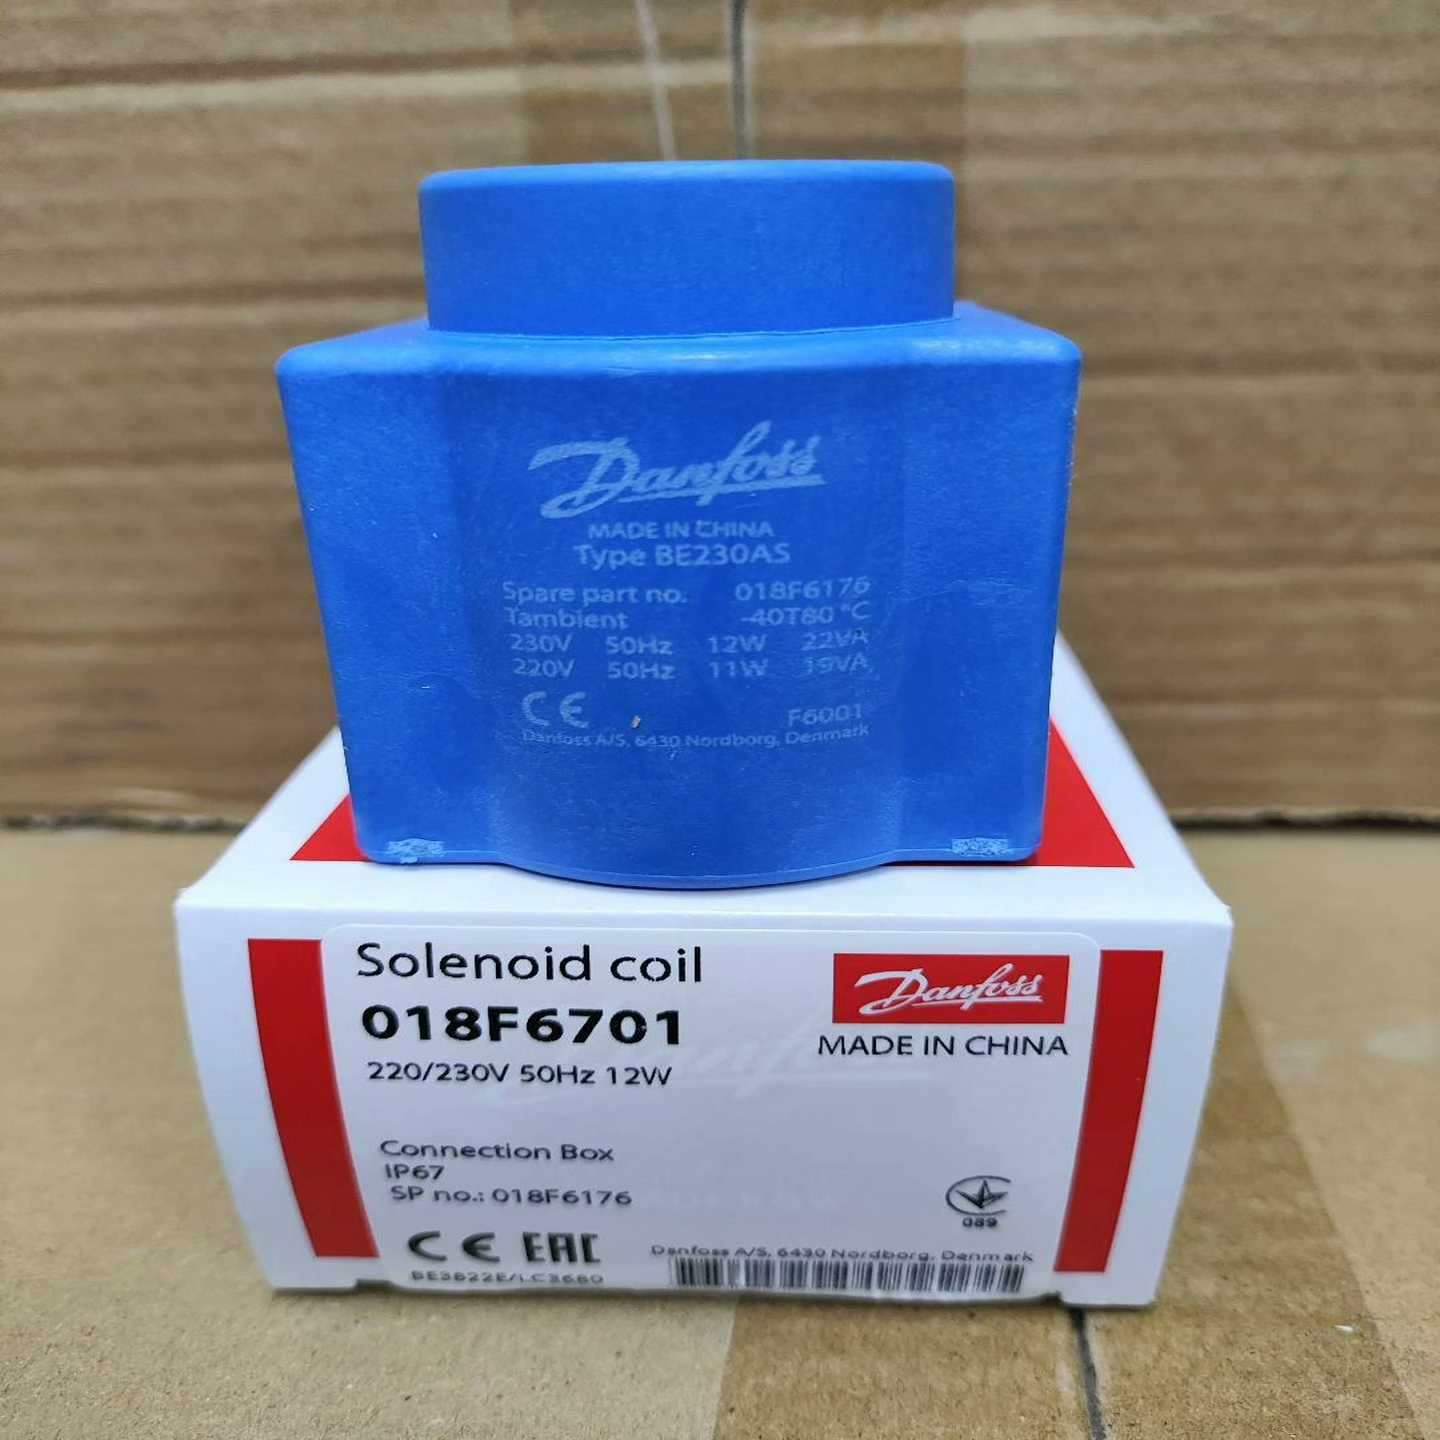 Danfoss
MADE IN CHINA
Type BE230AS
Spare part no. 018F6176
Tambient -40T80 °C
230V 50Hz 12W 22VA
220V 50Hz 11W 19VA
CE F6001
Danfoss A/S, 6430 Nordborg, Denmark
Solenoid coil
018F6701
220/230V 50Hz 12W
Danfoss
MADE IN CHINA
Connection Box
IP67
SP no.: 018F6176
089
CE EAC
Danfoss A/S, 6430 Nordborg, Denmark